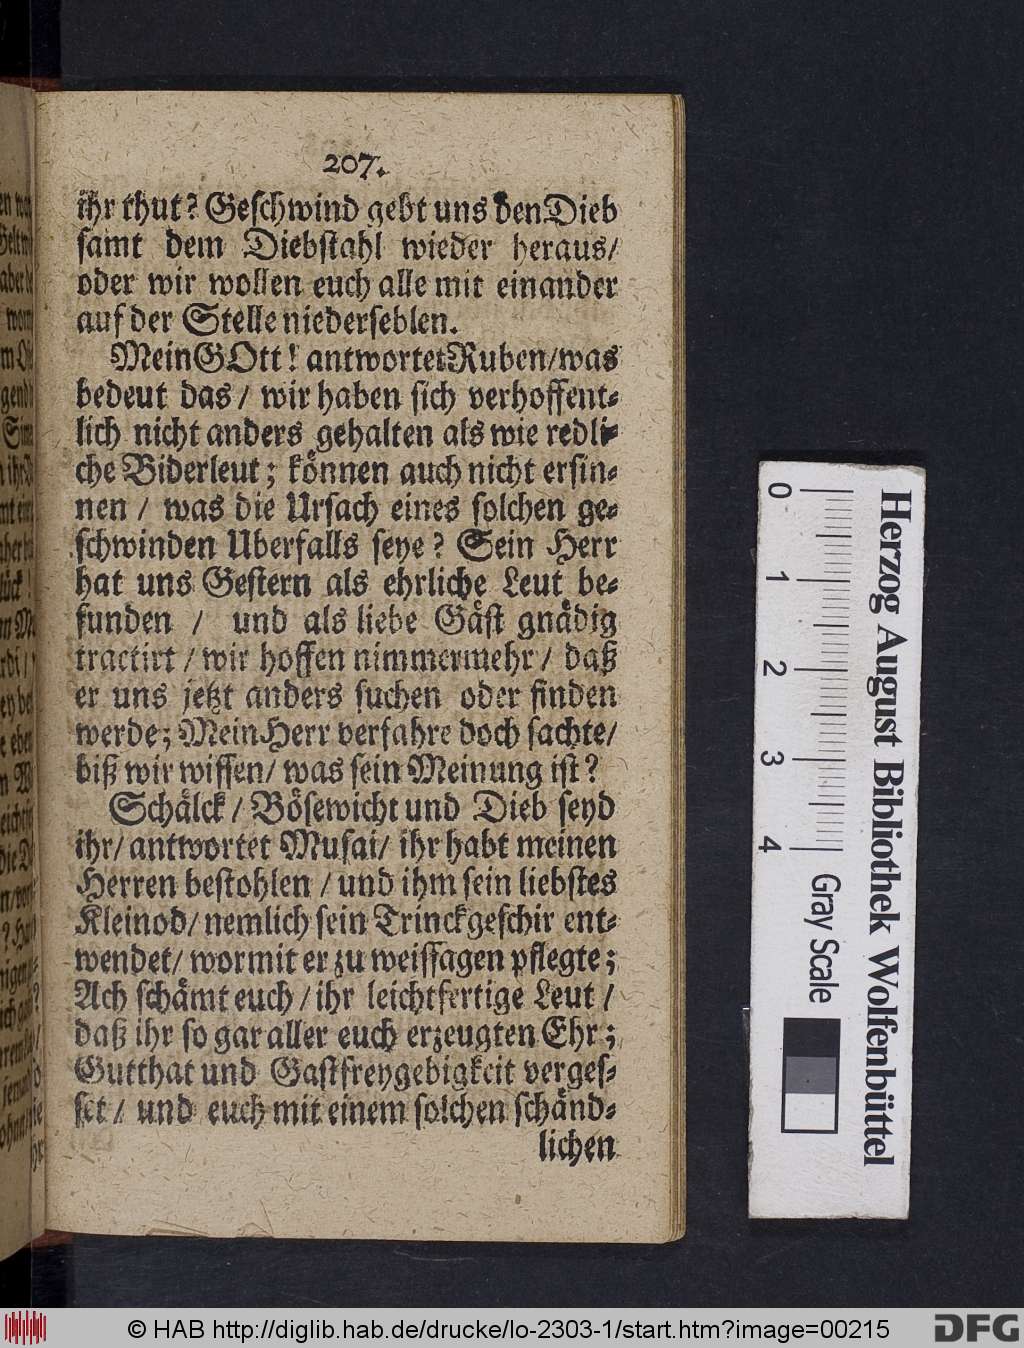 207.
ihr thut? Geschwind gebt uns den Dieb
samt dem Diebstahl wieder heraus/
oder wir wollen euch alle mit einander
auf der Stelle niederseblen.
Mein GOtt! antwortet Ruben/ was
bedeut das/ wir haben sich verhoffent-
lich nicht anders gehalten als wie redli-
che Biderleut; können auch nicht ersin-
nen / was die Ursach eines solchen ge-
schwinden Uberfalls seye? Sein Herr
hat uns Gestern als ehrliche Leut be-
funden / und als liebe Gäst gnädig
tractirt / wir hoffen nimmermehr / daß
er uns jetzt anders suchen oder finden
werde; Mein Herr verfahre doch sachte/
biß wir wissen/ was sein Meinung ist?
Schälck / Bösewicht und Dieb seyd
ihr/ antwortet Musai/ ihr habt meinen
Herren bestohlen / und ihm sein liebstes
Kleinod/ nemlich sein Trinckgeschir ent-
wendet/ wormit er zu weissagen pflegte;
Ach schämt euch / ihr leichtfertige Leut /
daß ihr so gar aller euch erzeugten Ehr;
Gutthat und Gastfreygebigkeit verges-
set / und euch mit einem solchen schänd-
lichen
0 1 2 3 4
Gray Scale
Herzog August Bibliothek Wolfenbüttel
© HAB http://diglib.hab.de/drucke/lo-2303-1/start.htm?image=00215
DFG